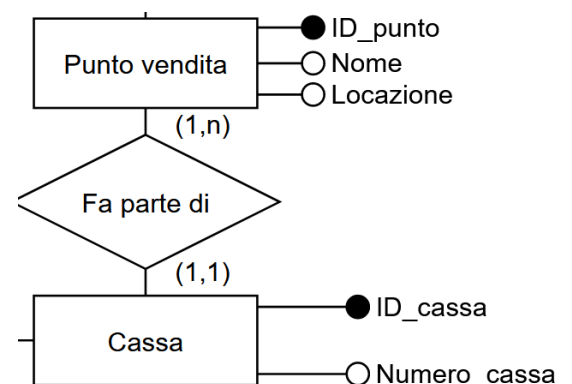 ID_punto
Punto vendita
Nome
Locazione
(1,n)
Fa parte di
(1,1)
ID_cassa
Cassa
Numero_cassa